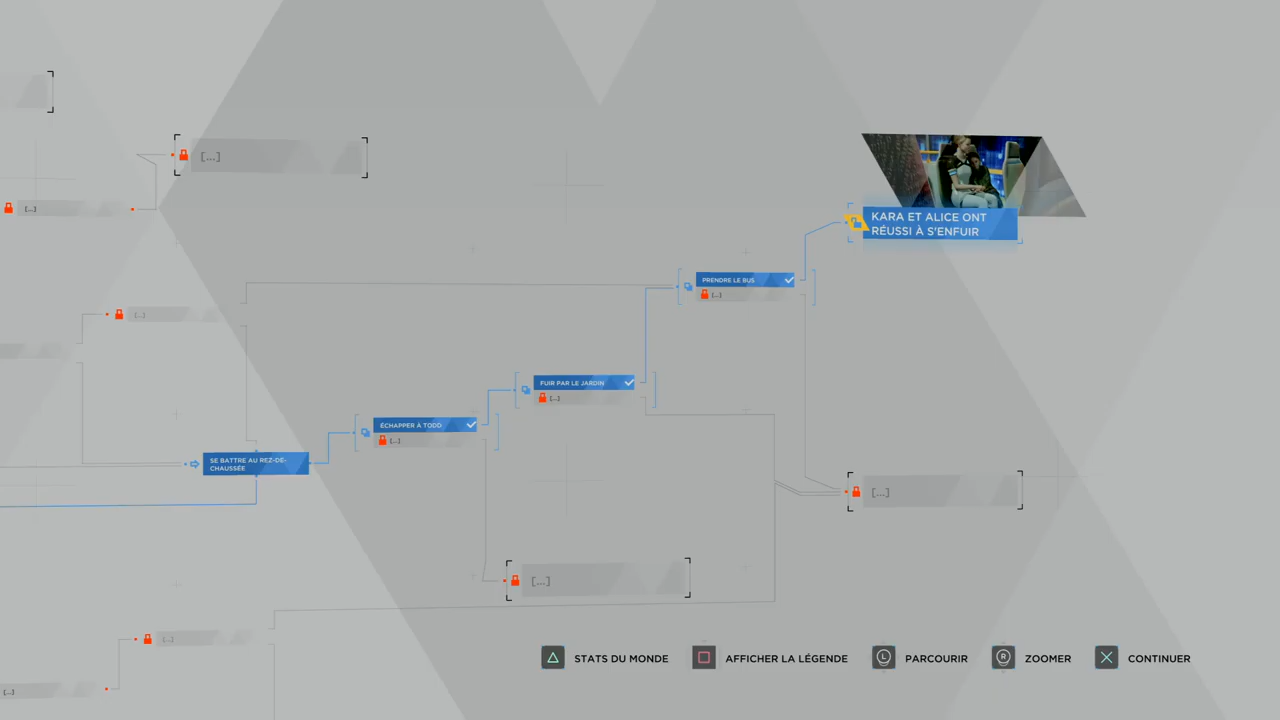 [...]
[...]
KARA ET ALICE ONT
RÉUSSI À S'ENFUIR
PRENDRE LE BUS
[...]
[...]
FUIR PAR LE JARDIN
[...]
ÉCHAPPER À TODD
[...]
SE BATTRE AU REZ-DE-
CHAUSSÉE
[...]
[...]
[...]
[...]
L
R
STATS DU MONDE
AFFICHER LA LÉGENDE
PARCOURIR
ZOOMER
CONTINUER